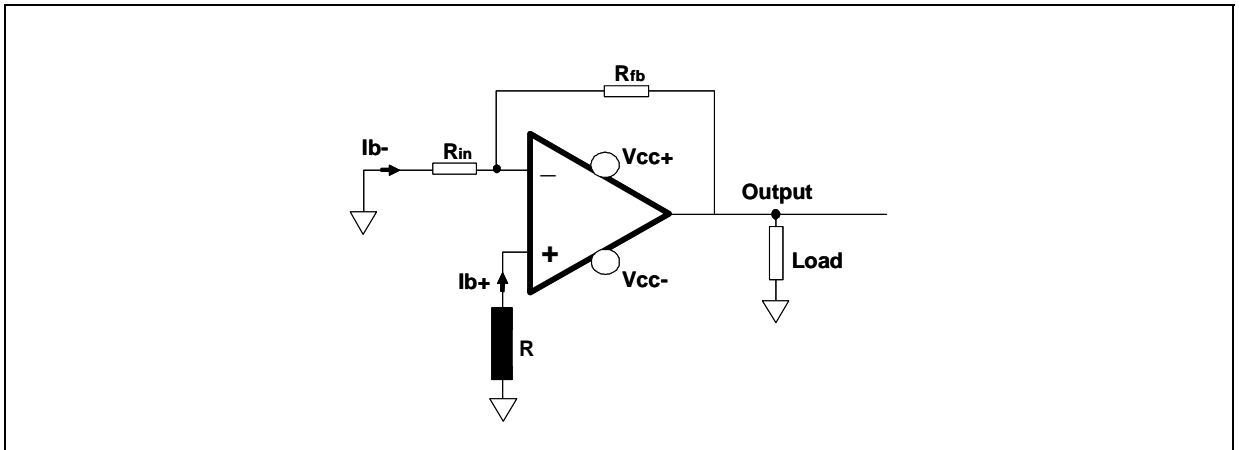 Rfb
Ib-
Rin
Vcc+
−
Output
+
Load
Ib+
Vcc-
R